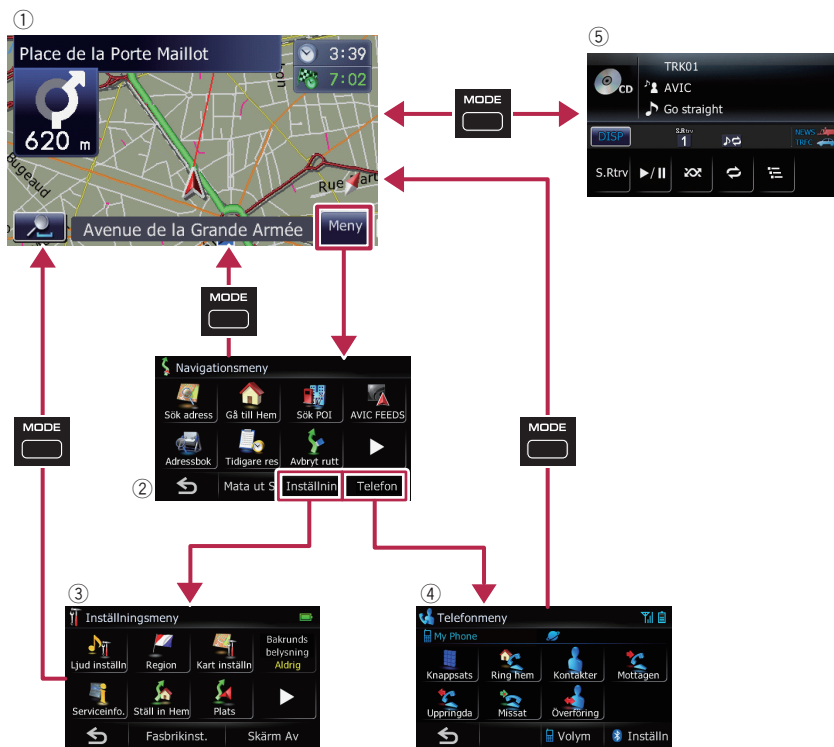 ①
Place de la Porte Maillot
3:39
7:02
620 m
Bugeaud
Rue
Avenue de la Grande Armée
Meny
MODE
⑤
TRK01
CD
AVIC
Go straight
DISP
S.Rtrv
1
NEWS
TRFC
S.Rtrv
MODE
Navigationsmeny
Sök adress
Gå till Hem
Sök POI
AVIC FEEDS
Adressbok
Tidigare res
Avbryt rutt
②
Mata ut S
Inställnin
Telefon
MODE
MODE
③
Inställningsmeny
Ljud inställn
Region
Kart inställn
Bakrunds
belysning
Aldrig
Serviceinfo.
Ställ in Hem
Plats
Fasbrikinst.
Skärm Av
④
Telefonmeny
My Phone
Knappsats
Ring hem
Kontakter
Mottagen
Uppringda
Missat
Överföring
Volym
Inställn